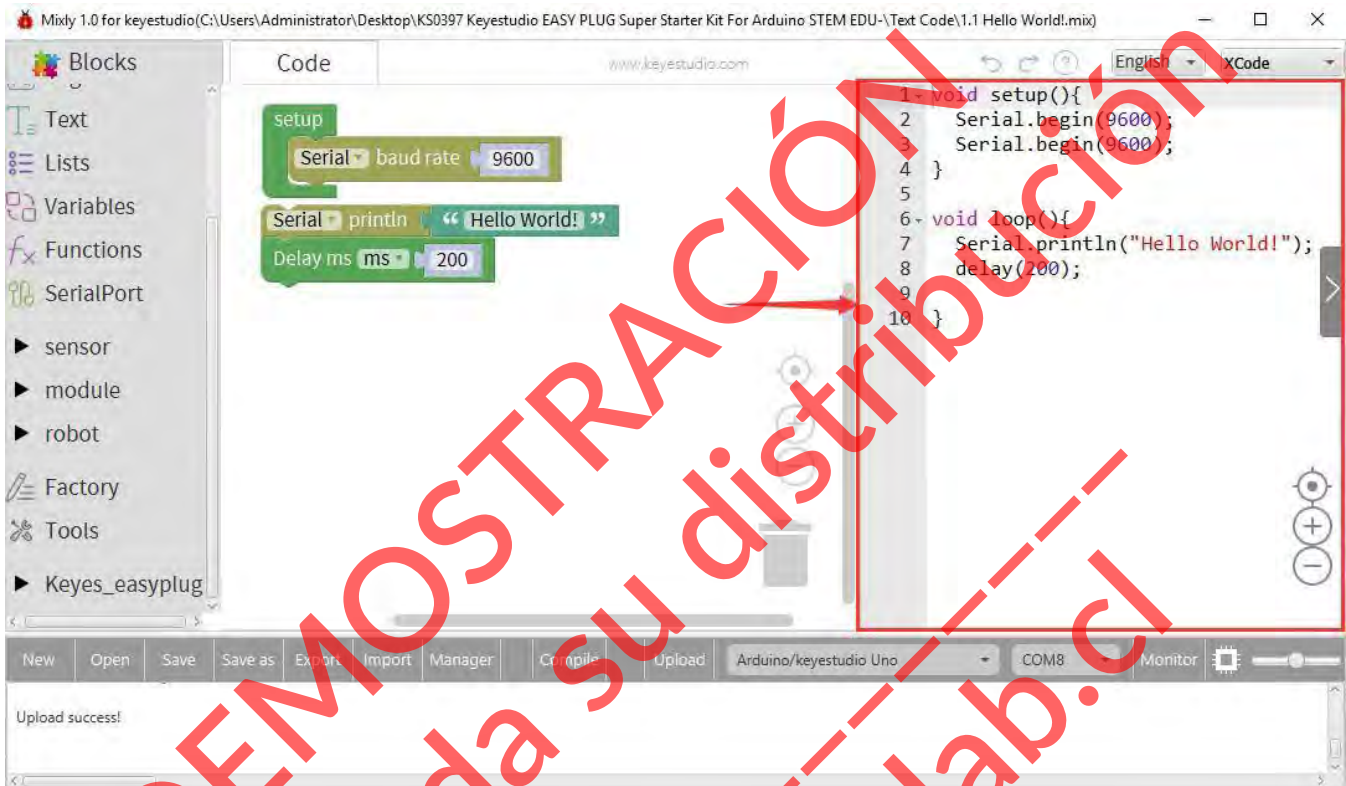 Mixly 1.0 for keyestudio(C:\Users\Administrator\Desktop\KS0397 Keyestudio EASY PLUG Super Starter Kit For Arduino STEM EDU-\Text Code\1.1 Hello World!.mix)
Blocks
Code
www.keyestudio.com
English
XCode
Text
Lists
Variables
Functions
SerialPort
sensor
module
robot
Factory
Tools
Keyes_easyplug
setup
Serial baud rate 9600
Serial println “ Hello World! ”
Delay ms ms 200
1 void setup(){
2 Serial.begin(9600);
3 Serial.begin(9600);
4 }
5
6 void loop(){
7 Serial.println("Hello World!");
8 delay(200);
9
10 }
New Open Save Save as Export Import Manager Compile Upload Arduino/keyestudio Uno COM8 Monitor
Upload success!
DEMOSTRACIÓN
da su distribución
lab.cl